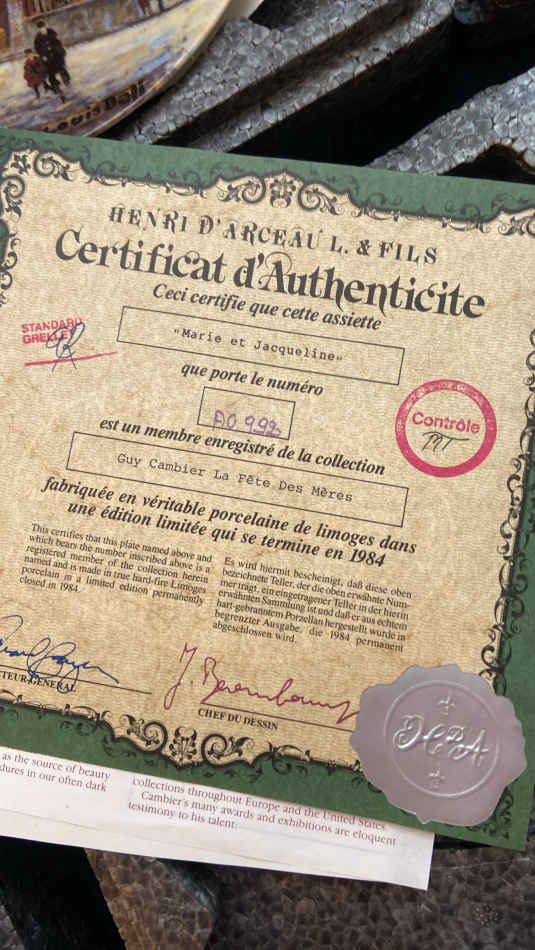 Louis Dali
HENRI D'ARCEAU L. & FILS
Certificat d'Authenticite
Ceci certifie que cette assiette
STANDARD
GRELLET
"Marie et Jacqueline"
que porte le numéro
AO 992
Contrôle
est un membre enregistré de la collection
Guy Cambier La Fête Des Mères
fabriquée en véritable porcelaine de limoges dans
une édition limitée qui se termine en 1984
This certifies that this plate named above and
which bears the number inscribed above is a
registered member of the collection herein
named and is made in true hard-fire Limoges
porcelain in a limited edition permanently
closed in 1984.
Es wird hiermit bescheinigt, daß diese oben
bezeichnete Teller, der die oben erwähnte Num-
mer trägt, ein eingetragener Teller in der hierin
erwähnten Sammlung ist und daß er aus echtem
hart-gebranntem Porzellan hergestellt wurde in
begrenzter Ausgabe, die 1984 permanent
abgeschlossen wird.
TEUR-GENERAL
CHEF DU DESSIN
as the source of beauty
dures in our often dark
collections throughout Europe and the United States.
Cambier's many awards and exhibitions are eloquent
testimony to his talent.